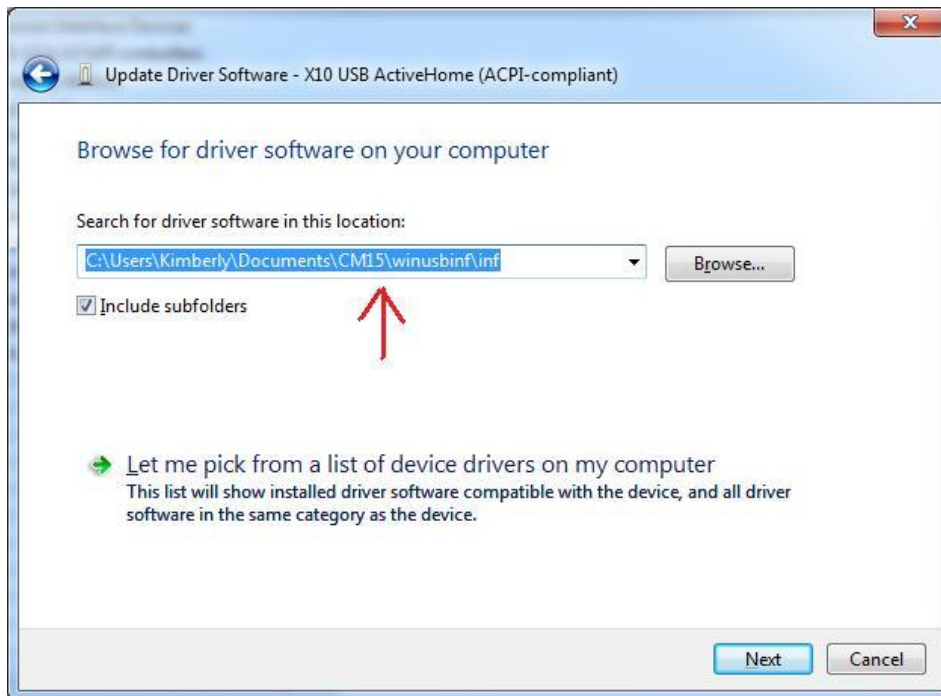 Update Driver Software - X10 USB ActiveHome (ACPI-compliant)
Browse for driver software on your computer
Search for driver software in this location:
C:\Users\Kimberly\Documents\CM15\winusbinf\inf
Browse...
Include subfolders
Let me pick from a list of device drivers on my computer
This list will show installed driver software compatible with the device, and all driver
software in the same category as the device.
Next
Cancel